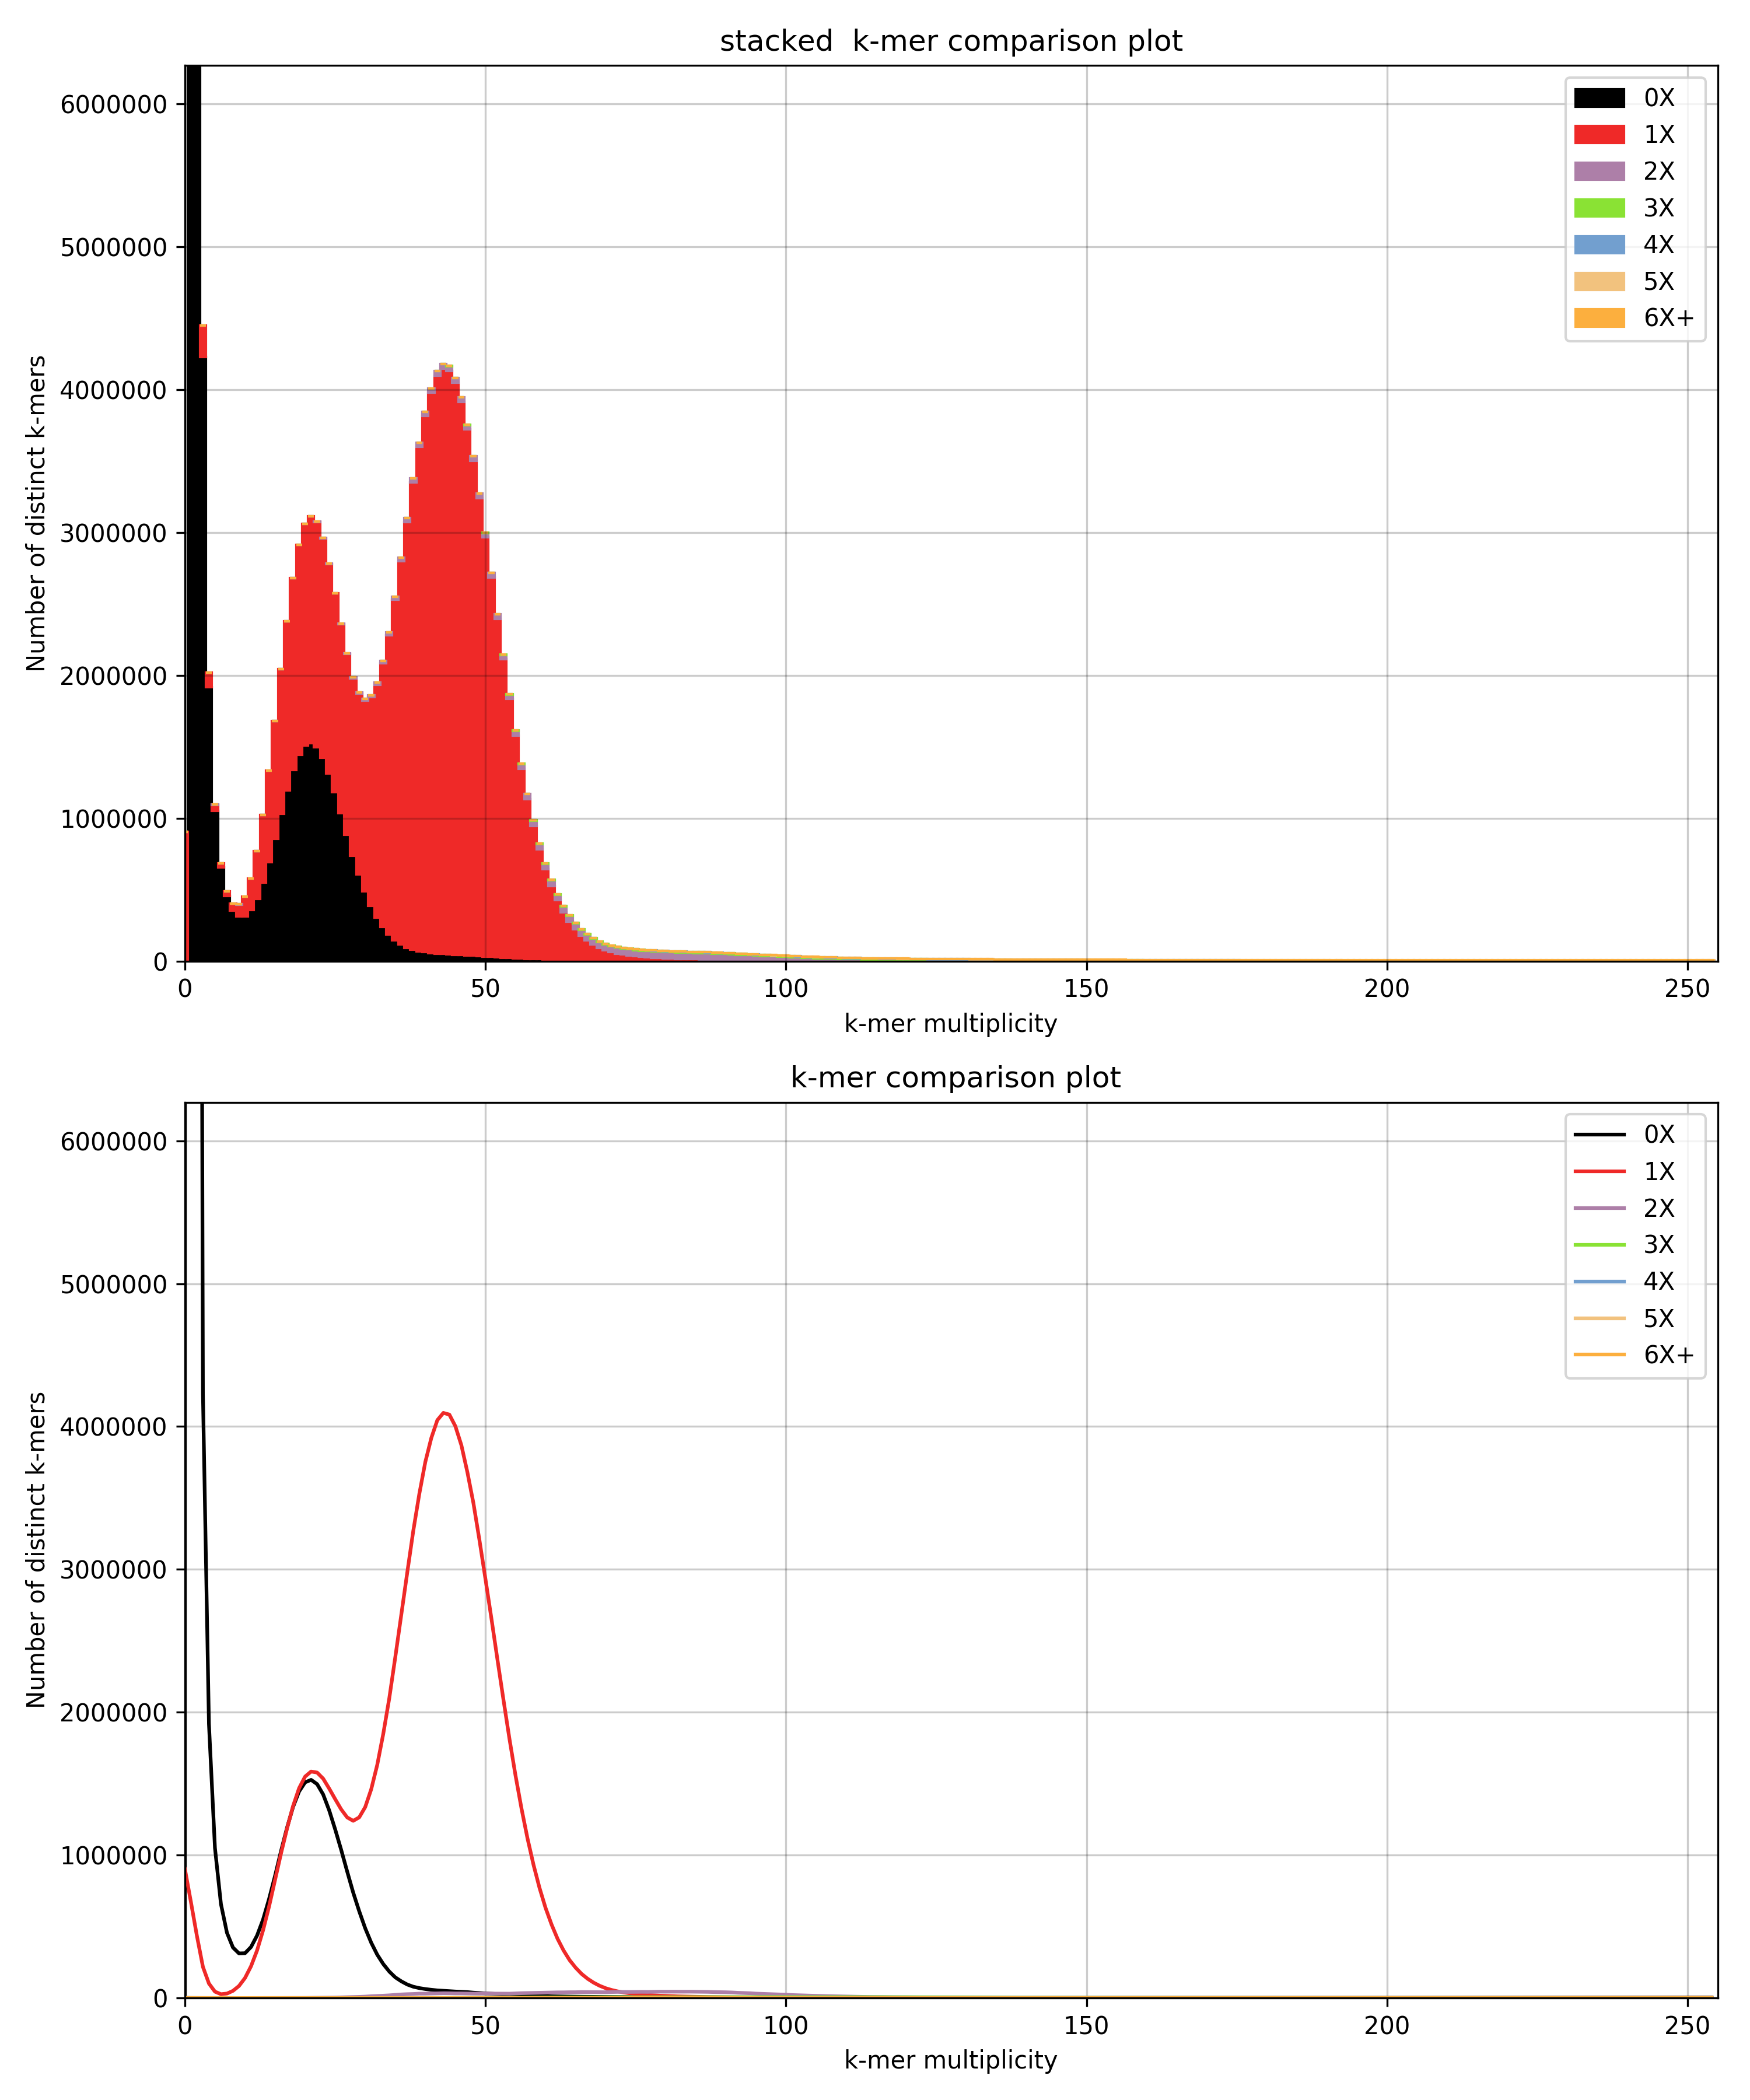 stacked  k-mer comparison plot
Number of distinct k-mers
6000000
5000000
4000000
3000000
2000000
1000000
0
0X
1X
2X
3X
4X
5X
6X+
0 50 100 150 200 250
k-mer multiplicity
k-mer comparison plot
Number of distinct k-mers
6000000
5000000
4000000
3000000
2000000
1000000
0
0X
1X
2X
3X
4X
5X
6X+
0 50 100 150 200 250
k-mer multiplicity